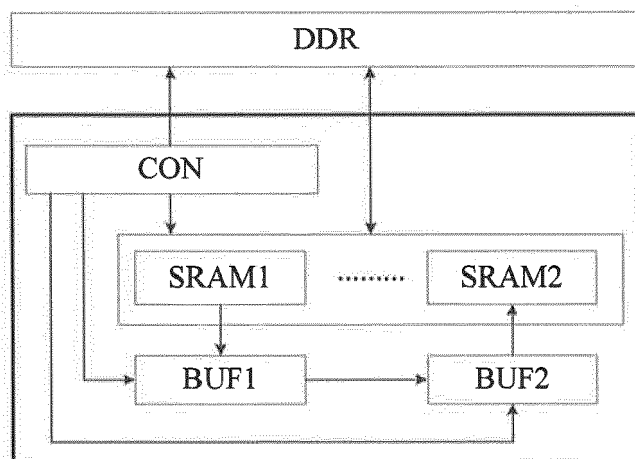 DDR
CON
SRAM1 ........ SRAM2
BUF1 BUF2